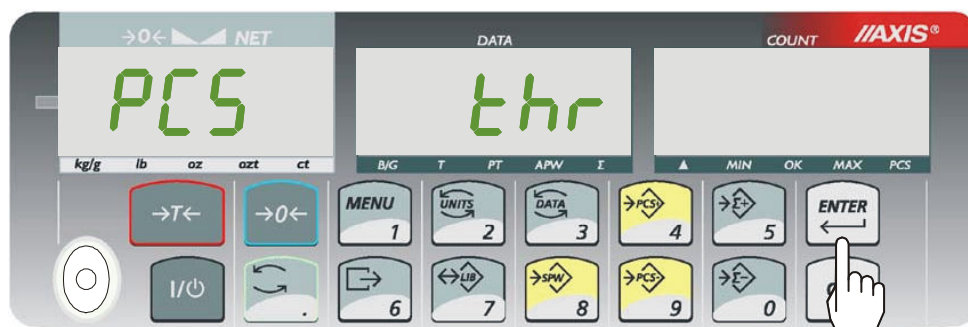 →0← NET DATA COUNT //AXIS®
PCS thr
kg/g lb oz ozt ct B/G T PT APW Σ ▲ MIN OK MAX PCS
→T← →0← MENU 1 UNITS 2 DATA 3 →PCS 4 →Σ+ 5 ENTER
I/⏻ . 6 ↔LIB 7 →SPW 8 →PCS 9 →Σ- 0